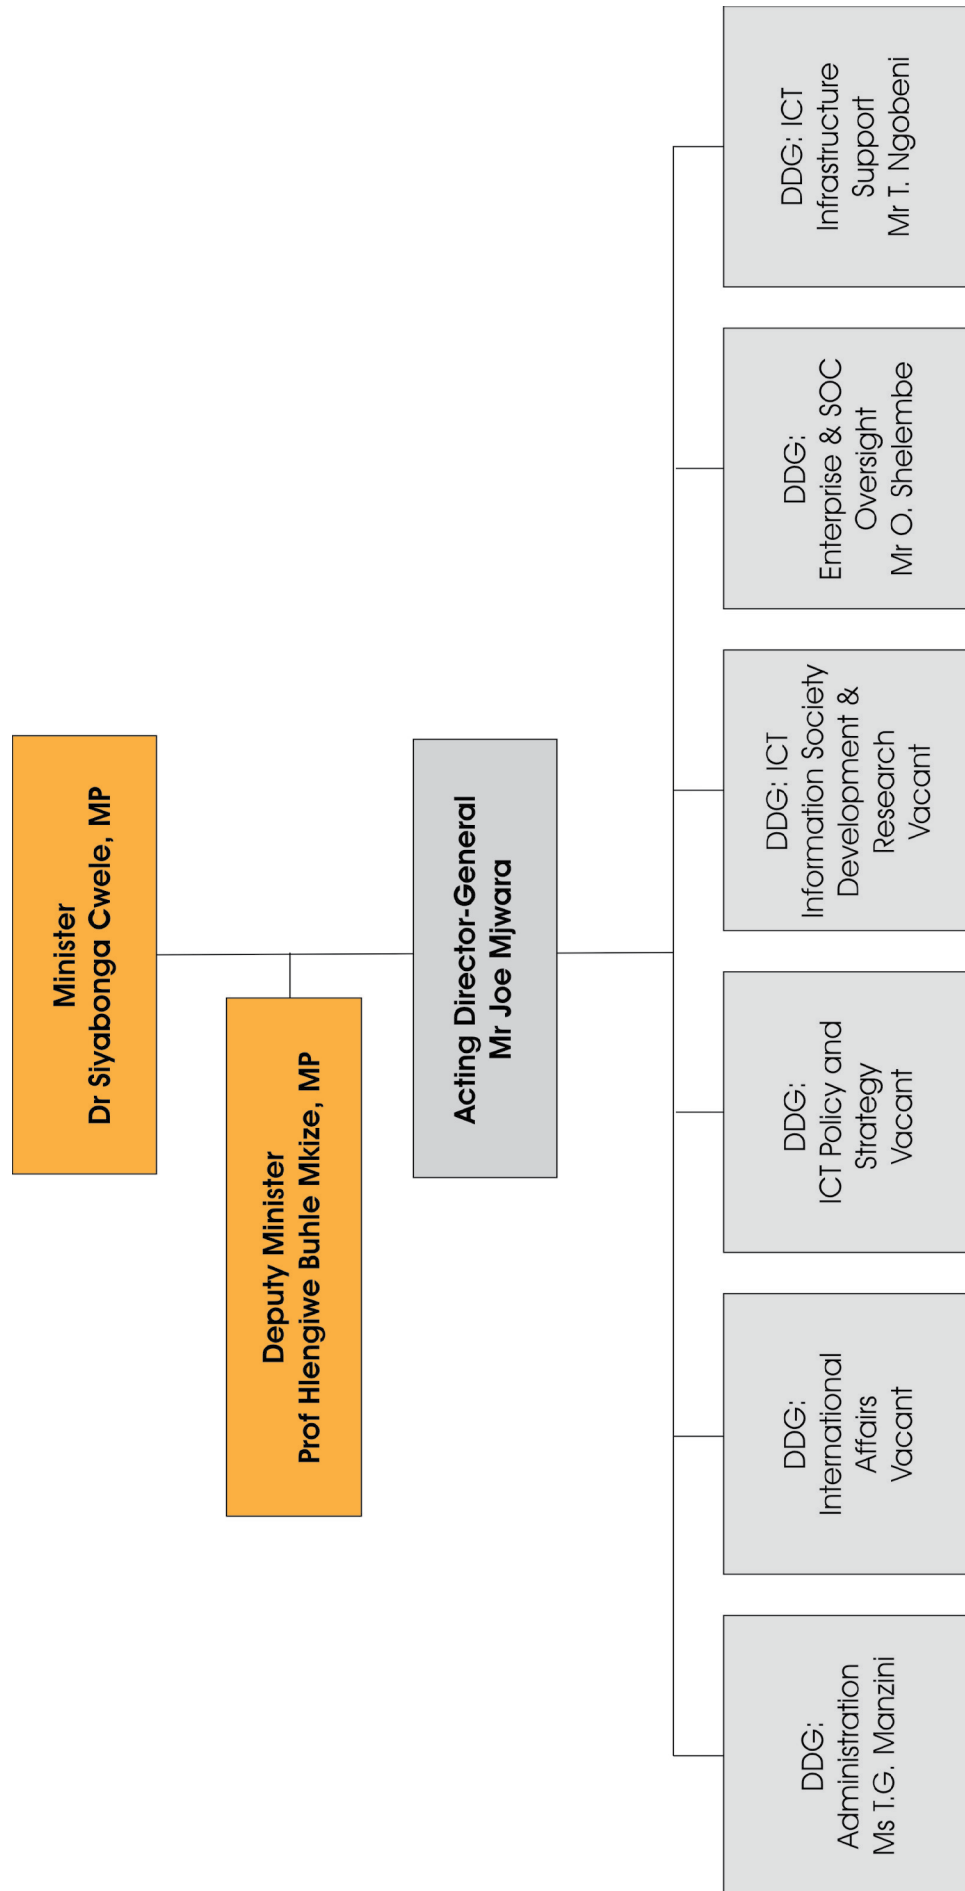 Minister
Dr Siyabonga Cwele, MP
Deputy Minister
Prof Hlengiwe Buhle Mkize, MP
Acting Director-General
Mr Joe Mjwara
DDG:
Administration
Ms T.G. Manzini
DDG:
International
Affairs
Vacant
DDG:
ICT Policy and
Strategy
Vacant
DDG: ICT
Information Society
Development &
Research
Vacant
DDG:
Enterprise & SOC
Oversight
Mr O. Shelembe
DDG: ICT
Infrastructure
Support
Mr T. Ngobeni